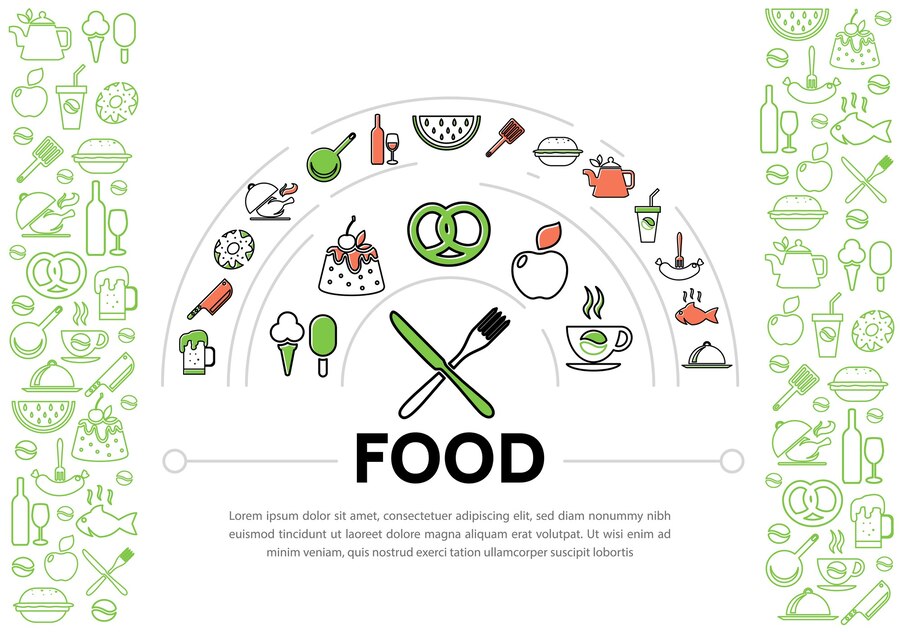 FOOD
Lorem ipsum dolor sit amet, consectetuer adipiscing elit, sed diam nonummy nibh
euismod tincidunt ut laoreet dolore magna aliquam erat volutpat. Ut wisi enim ad
minim veniam, quis nostrud exerci tation ullamcorper suscipit lobortis